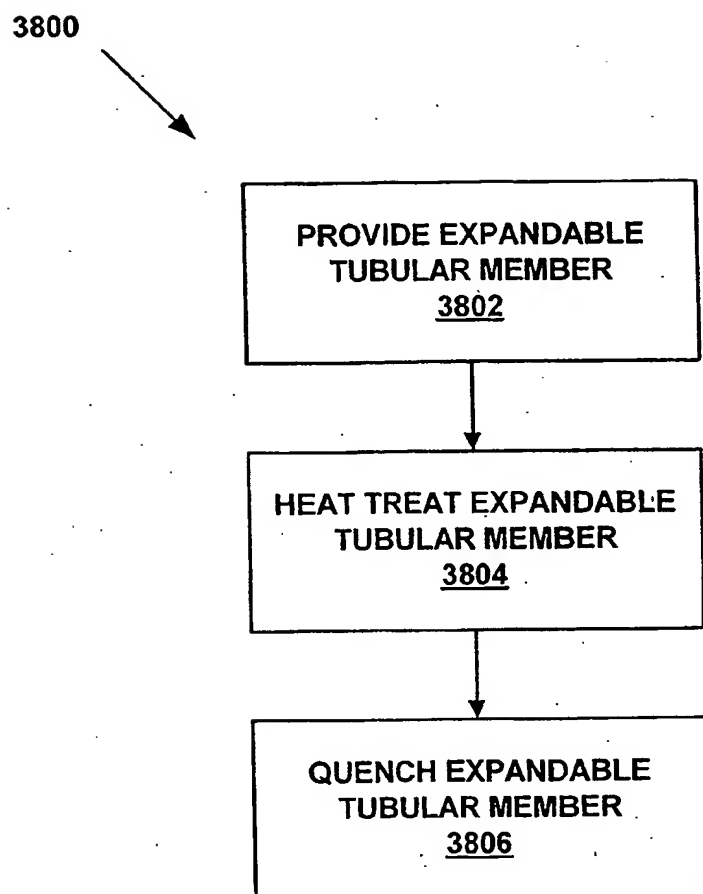 3800
PROVIDE EXPANDABLE
TUBULAR MEMBER
3802
HEAT TREAT EXPANDABLE
TUBULAR MEMBER
3804
QUENCH EXPANDABLE
TUBULAR MEMBER
3806